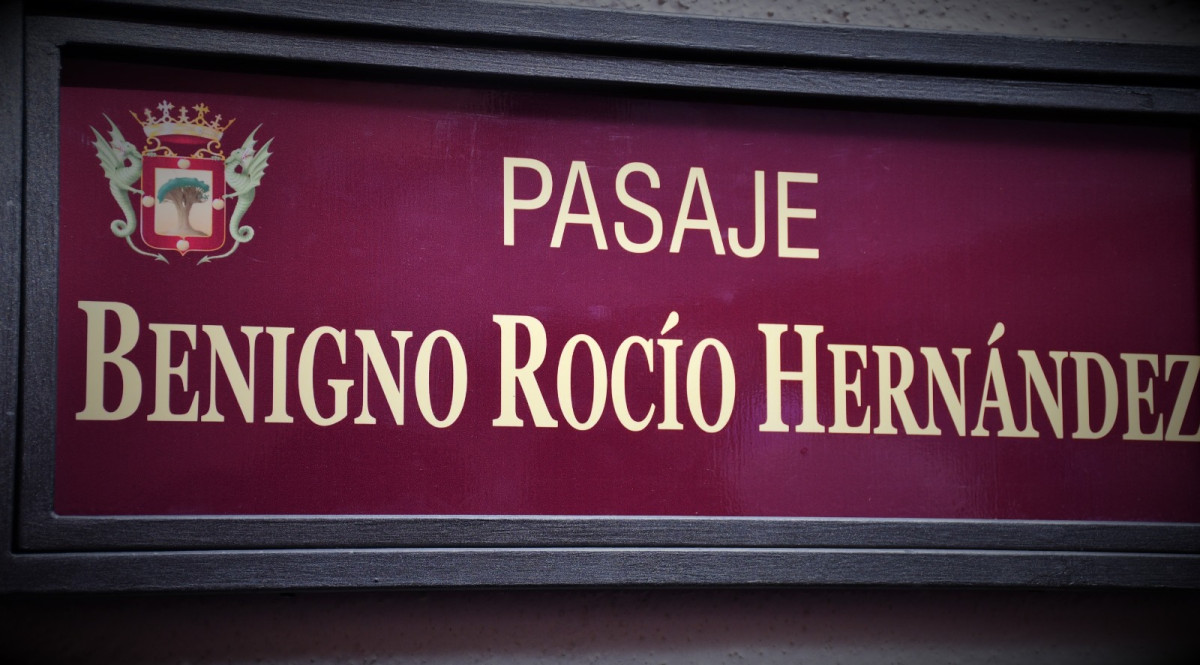 PASAJE
BENIGNO ROCÍO HERNÁNDEZ